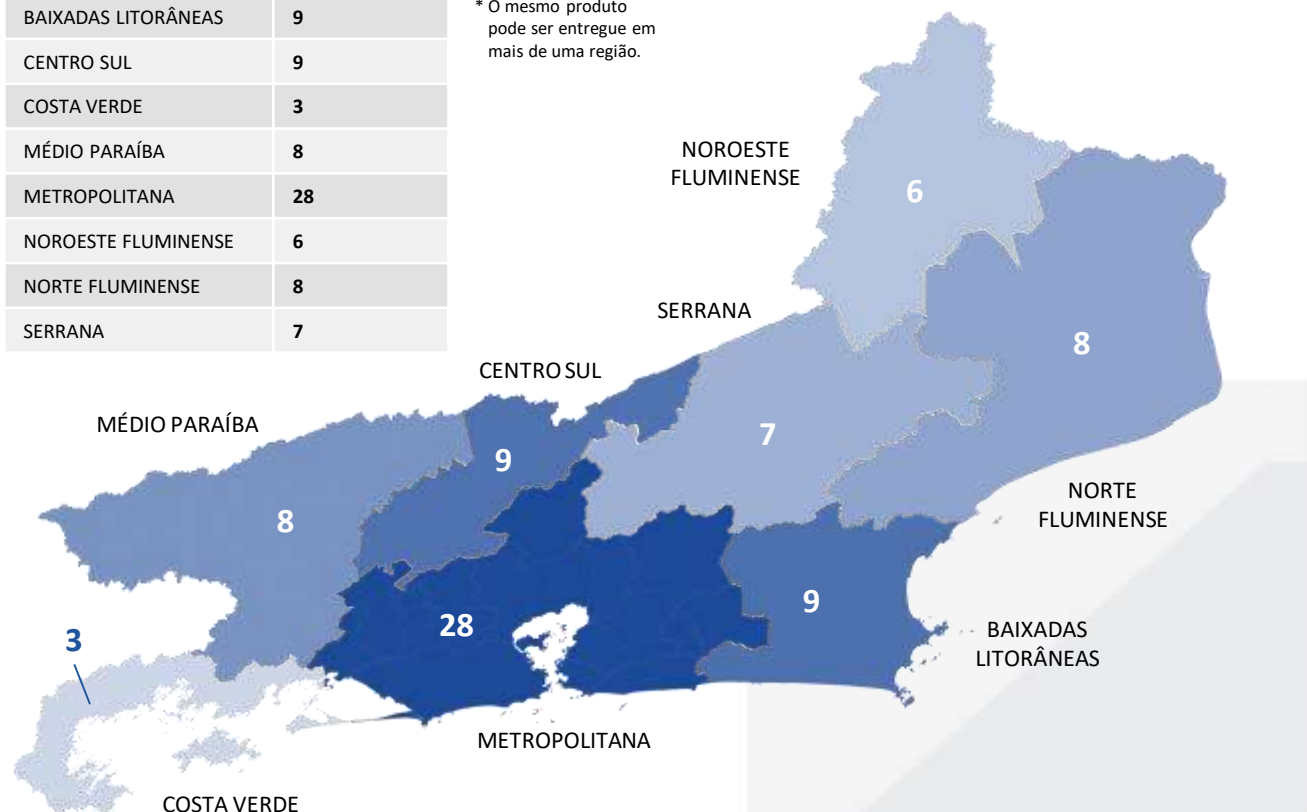 BAIXADAS LITORÂNEAS 9
CENTRO SUL 9
COSTA VERDE 3
MÉDIO PARAÍBA 8
METROPOLITANA 28
NOROESTE FLUMINENSE 6
NORTE FLUMINENSE 8
SERRANA 7
* O mesmo produto
pode ser entregue em
mais de uma região.
NOROESTE
FLUMINENSE
6
SERRANA
8
CENTRO SUL
MÉDIO PARAÍBA
7
9
NORTE
FLUMINENSE
8
9
28
3
BAIXADAS
LITORÂNEAS
METROPOLITANA
COSTA VERDE